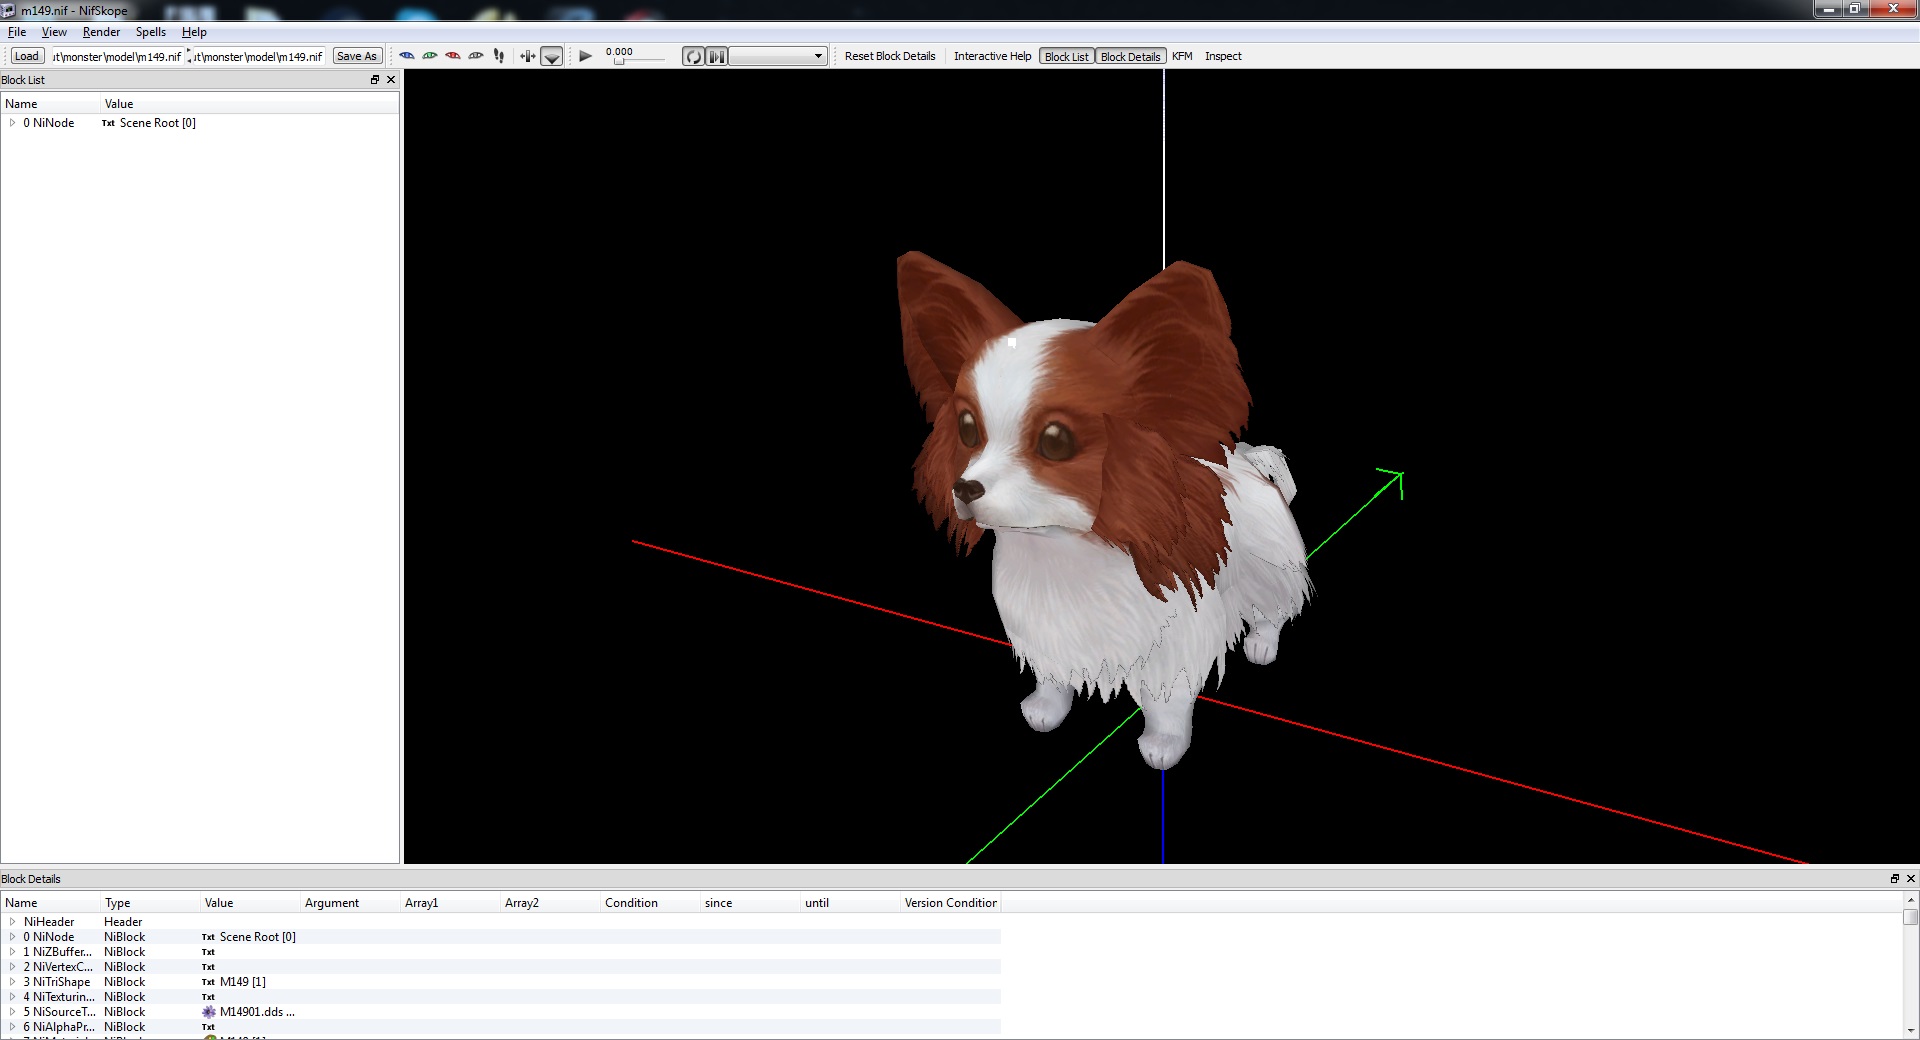 m149.nif - NifSkope
File View Render Spells Help
Load ut\monster\model\m149.nif ut\monster\model\m149.nif Save As 0.000 Reset Block Details Interactive Help Block List Block Details KFM Inspect
Block List
Name Value
0 NiNode Txt Scene Root [0]
Block Details
Name Type Value Argument Array1 Array2 Condition since until Version Condition
NiHeader Header
0 NiNode NiBlock Txt Scene Root [0]
1 NiZBuffer... NiBlock Txt
2 NiVertexC... NiBlock Txt
3 NiTriShape NiBlock Txt M149 [1]
4 NiTexturin... NiBlock Txt
5 NiSourceT... NiBlock M14901.dds ...
6 NiAlphaPr... NiBlock Txt